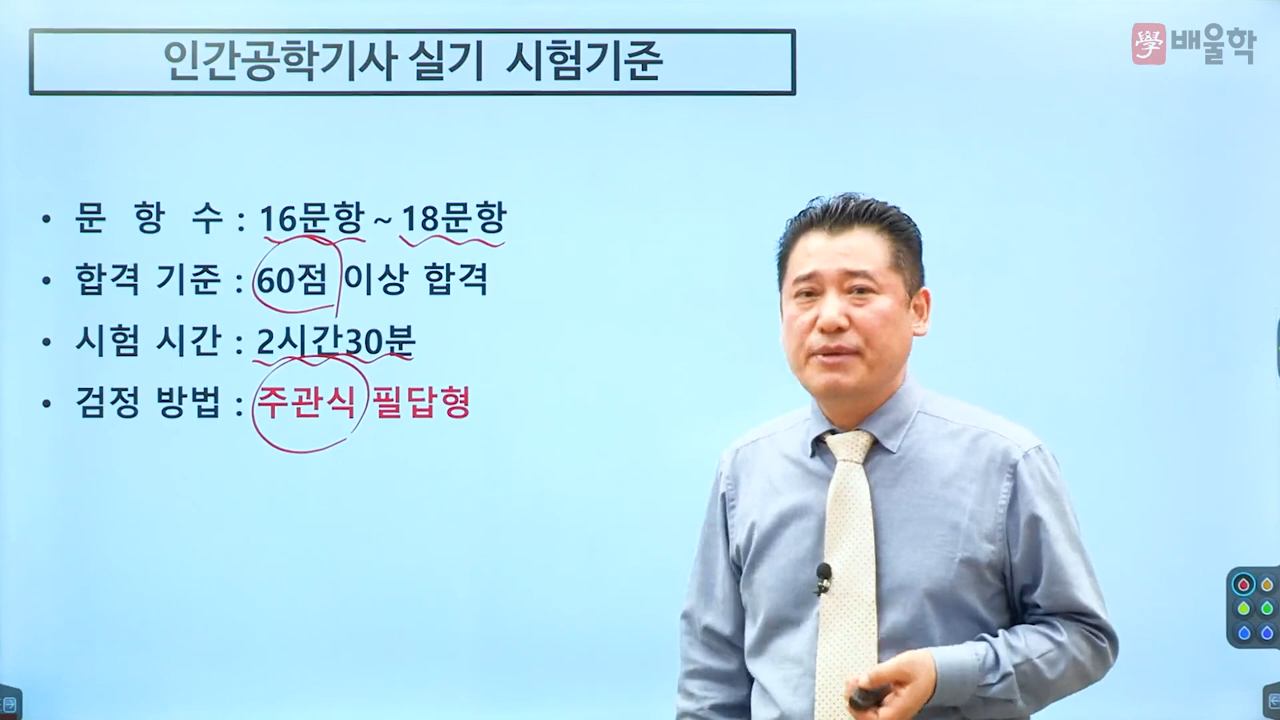 인간공학기사 실기 시험기준
學 배울학
• 문 항 수 : 16문항 ~ 18문항
• 합격 기준 : 60점 이상 합격
• 시험 시간 : 2시간30분
• 검정 방법 : 주관식 필답형